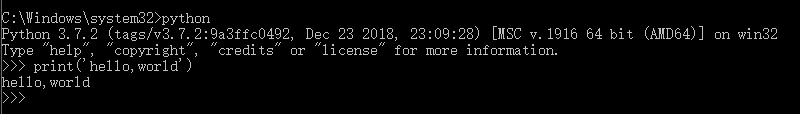 C:\Windows\system32>python
Python 3.7.2 (tags/v3.7.2:9a3ffc0492, Dec 23 2018, 23:09:28) [MSC v.1916 64 bit (AMD64)] on win32
Type "help", "copyright", "credits" or "license" for more information.
>>> print('hello,world')
hello,world
>>>